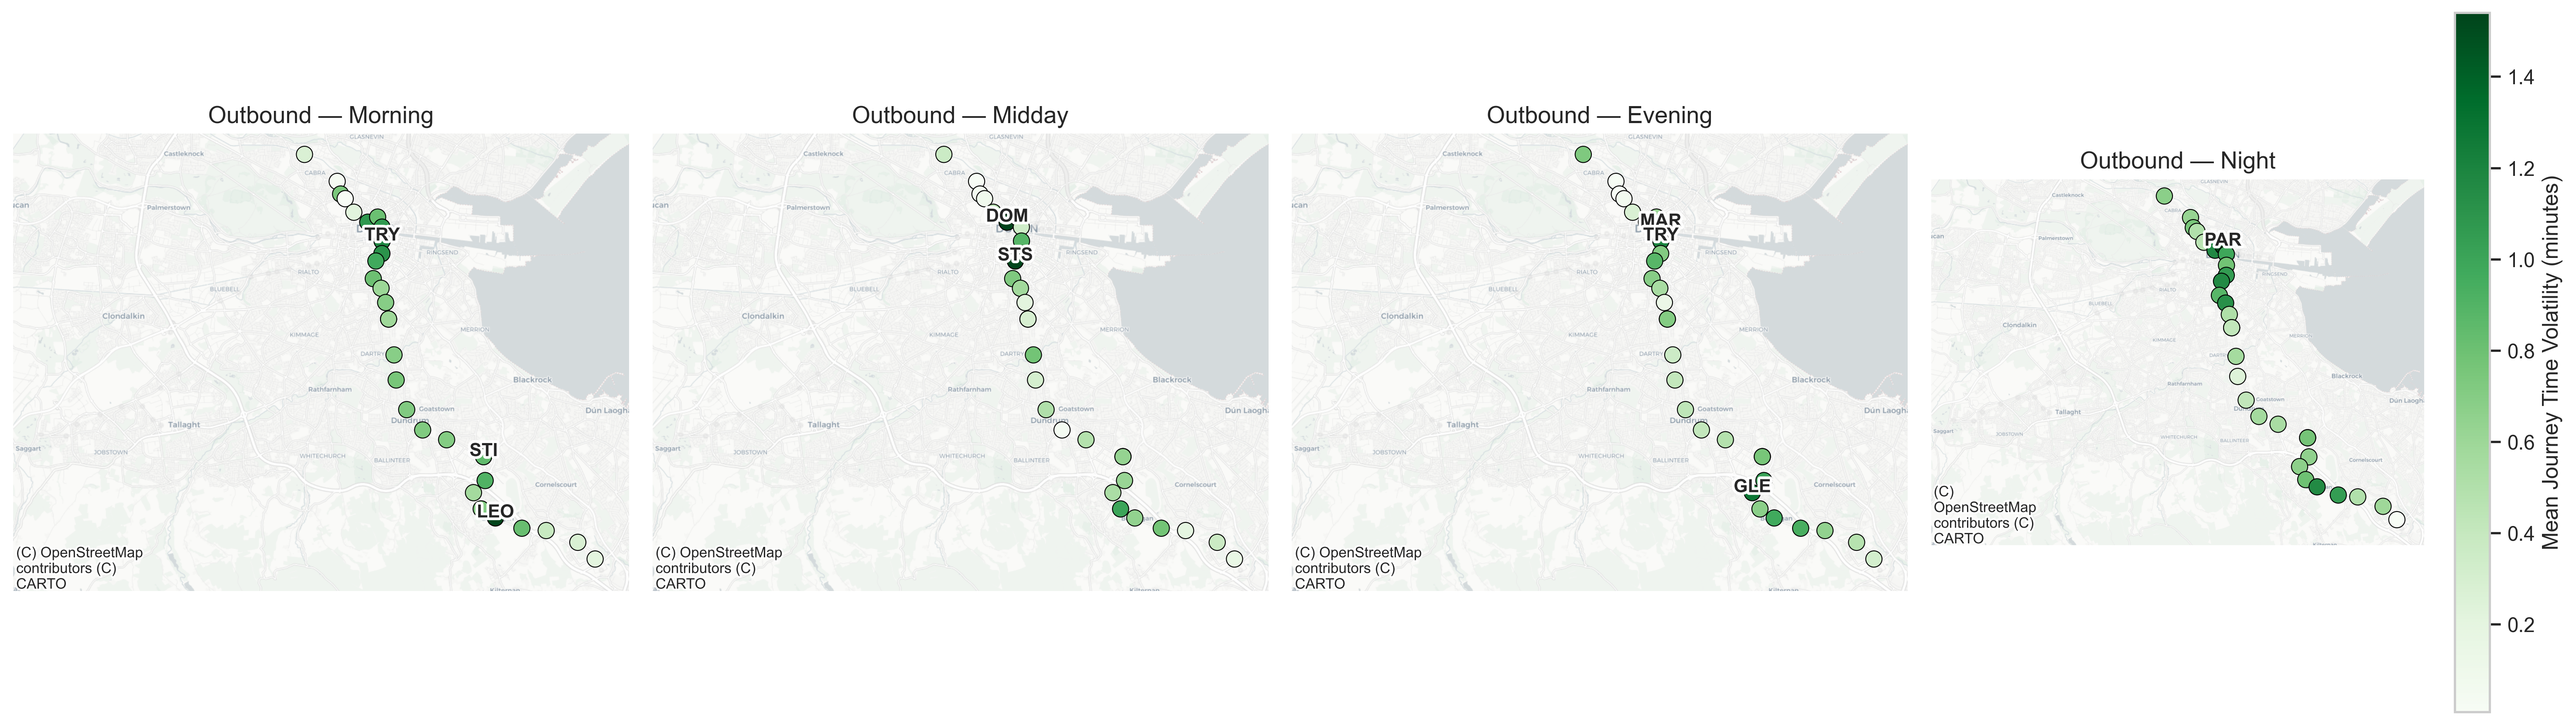 Outbound — Morning
GLASNEVIN
Castleknock
CABRA
ucan
Palmerstown
TRY
RINGSEND
RIALTO
BLUEBELL
Clondalkin
KIMMAGE
MERRION
DARTRY
Rathfarnham
Blackrock
Goatstown
Dún Laogh
Dundrum
Tallaght
Saggart
JOBSTOWN
STI
WHITECHURCH
BALLINTEER
Cornelscourt
LEO
(C) OpenStreetMap
contributors (C)
CARTO
Outbound — Midday
GLASNEVIN
Castleknock
CABRA
ucan
Palmerstown
DOM
STS
RINGSEND
RIALTO
BLUEBELL
Clondalkin
KIMMAGE
MERRION
DARTRY
Rathfarnham
Blackrock
Goatstown
Dún Laogh
Dundrum
Tallaght
Saggart
JOBSTOWN
WHITECHURCH
BALLINTEER
Cornelscourt
(C) OpenStreetMap
contributors (C)
CARTO
Outbound — Evening
GLASNEVIN
Castleknock
CABRA
ucan
Palmerstown
MAR
TRY
RINGSEND
RIALTO
BLUEBELL
Clondalkin
KIMMAGE
MERRION
DARTRY
Rathfarnham
Blackrock
Goatstown
Dún Laogh
Dundrum
Tallaght
Saggart
JOBSTOWN
WHITECHURCH
BALLINTEER
Cornelscourt
GLE
(C) OpenStreetMap
contributors (C)
CARTO
Outbound — Night
GLASNEVIN
Castleknock
CABRA
ucan
Palmerstown
PAR
RINGSEND
RIALTO
BLUEBELL
Clondalkin
KIMMAGE
MERRION
DARTRY
Rathfarnham
Blackrock
Goatstown
Dún Laogh
Dundrum
Tallaght
Saggart
JOBSTOWN
WHITECHURCH
BALLINTEER
Cornelscourt
(C)
OpenStreetMap
contributors (C)
CARTO
1.4
1.2
1.0
0.8
0.6
0.4
0.2
Mean Journey Time Volatility (minutes)